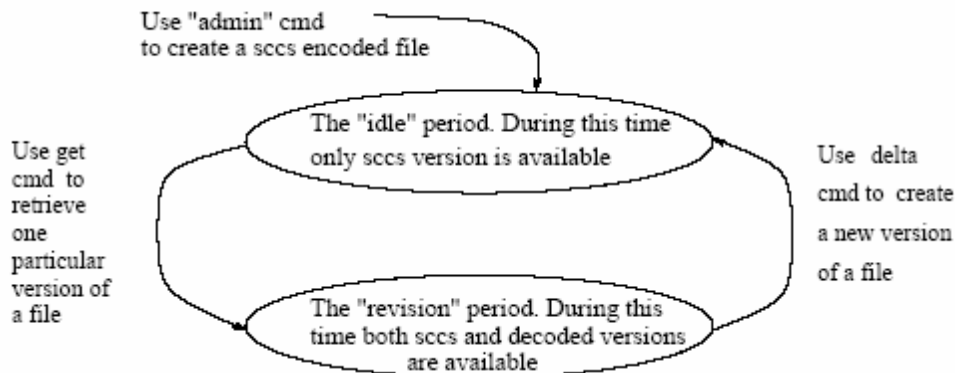 Use "admin" cmd
to create a sccs encoded file
The "idle" period. During this time
only sccs version is available
Use get
cmd to
retrieve
one
particular
version of
a file
Use delta
cmd to create
a new version
of a file
The "revision" period. During this
time both sccs and decoded versions
are available